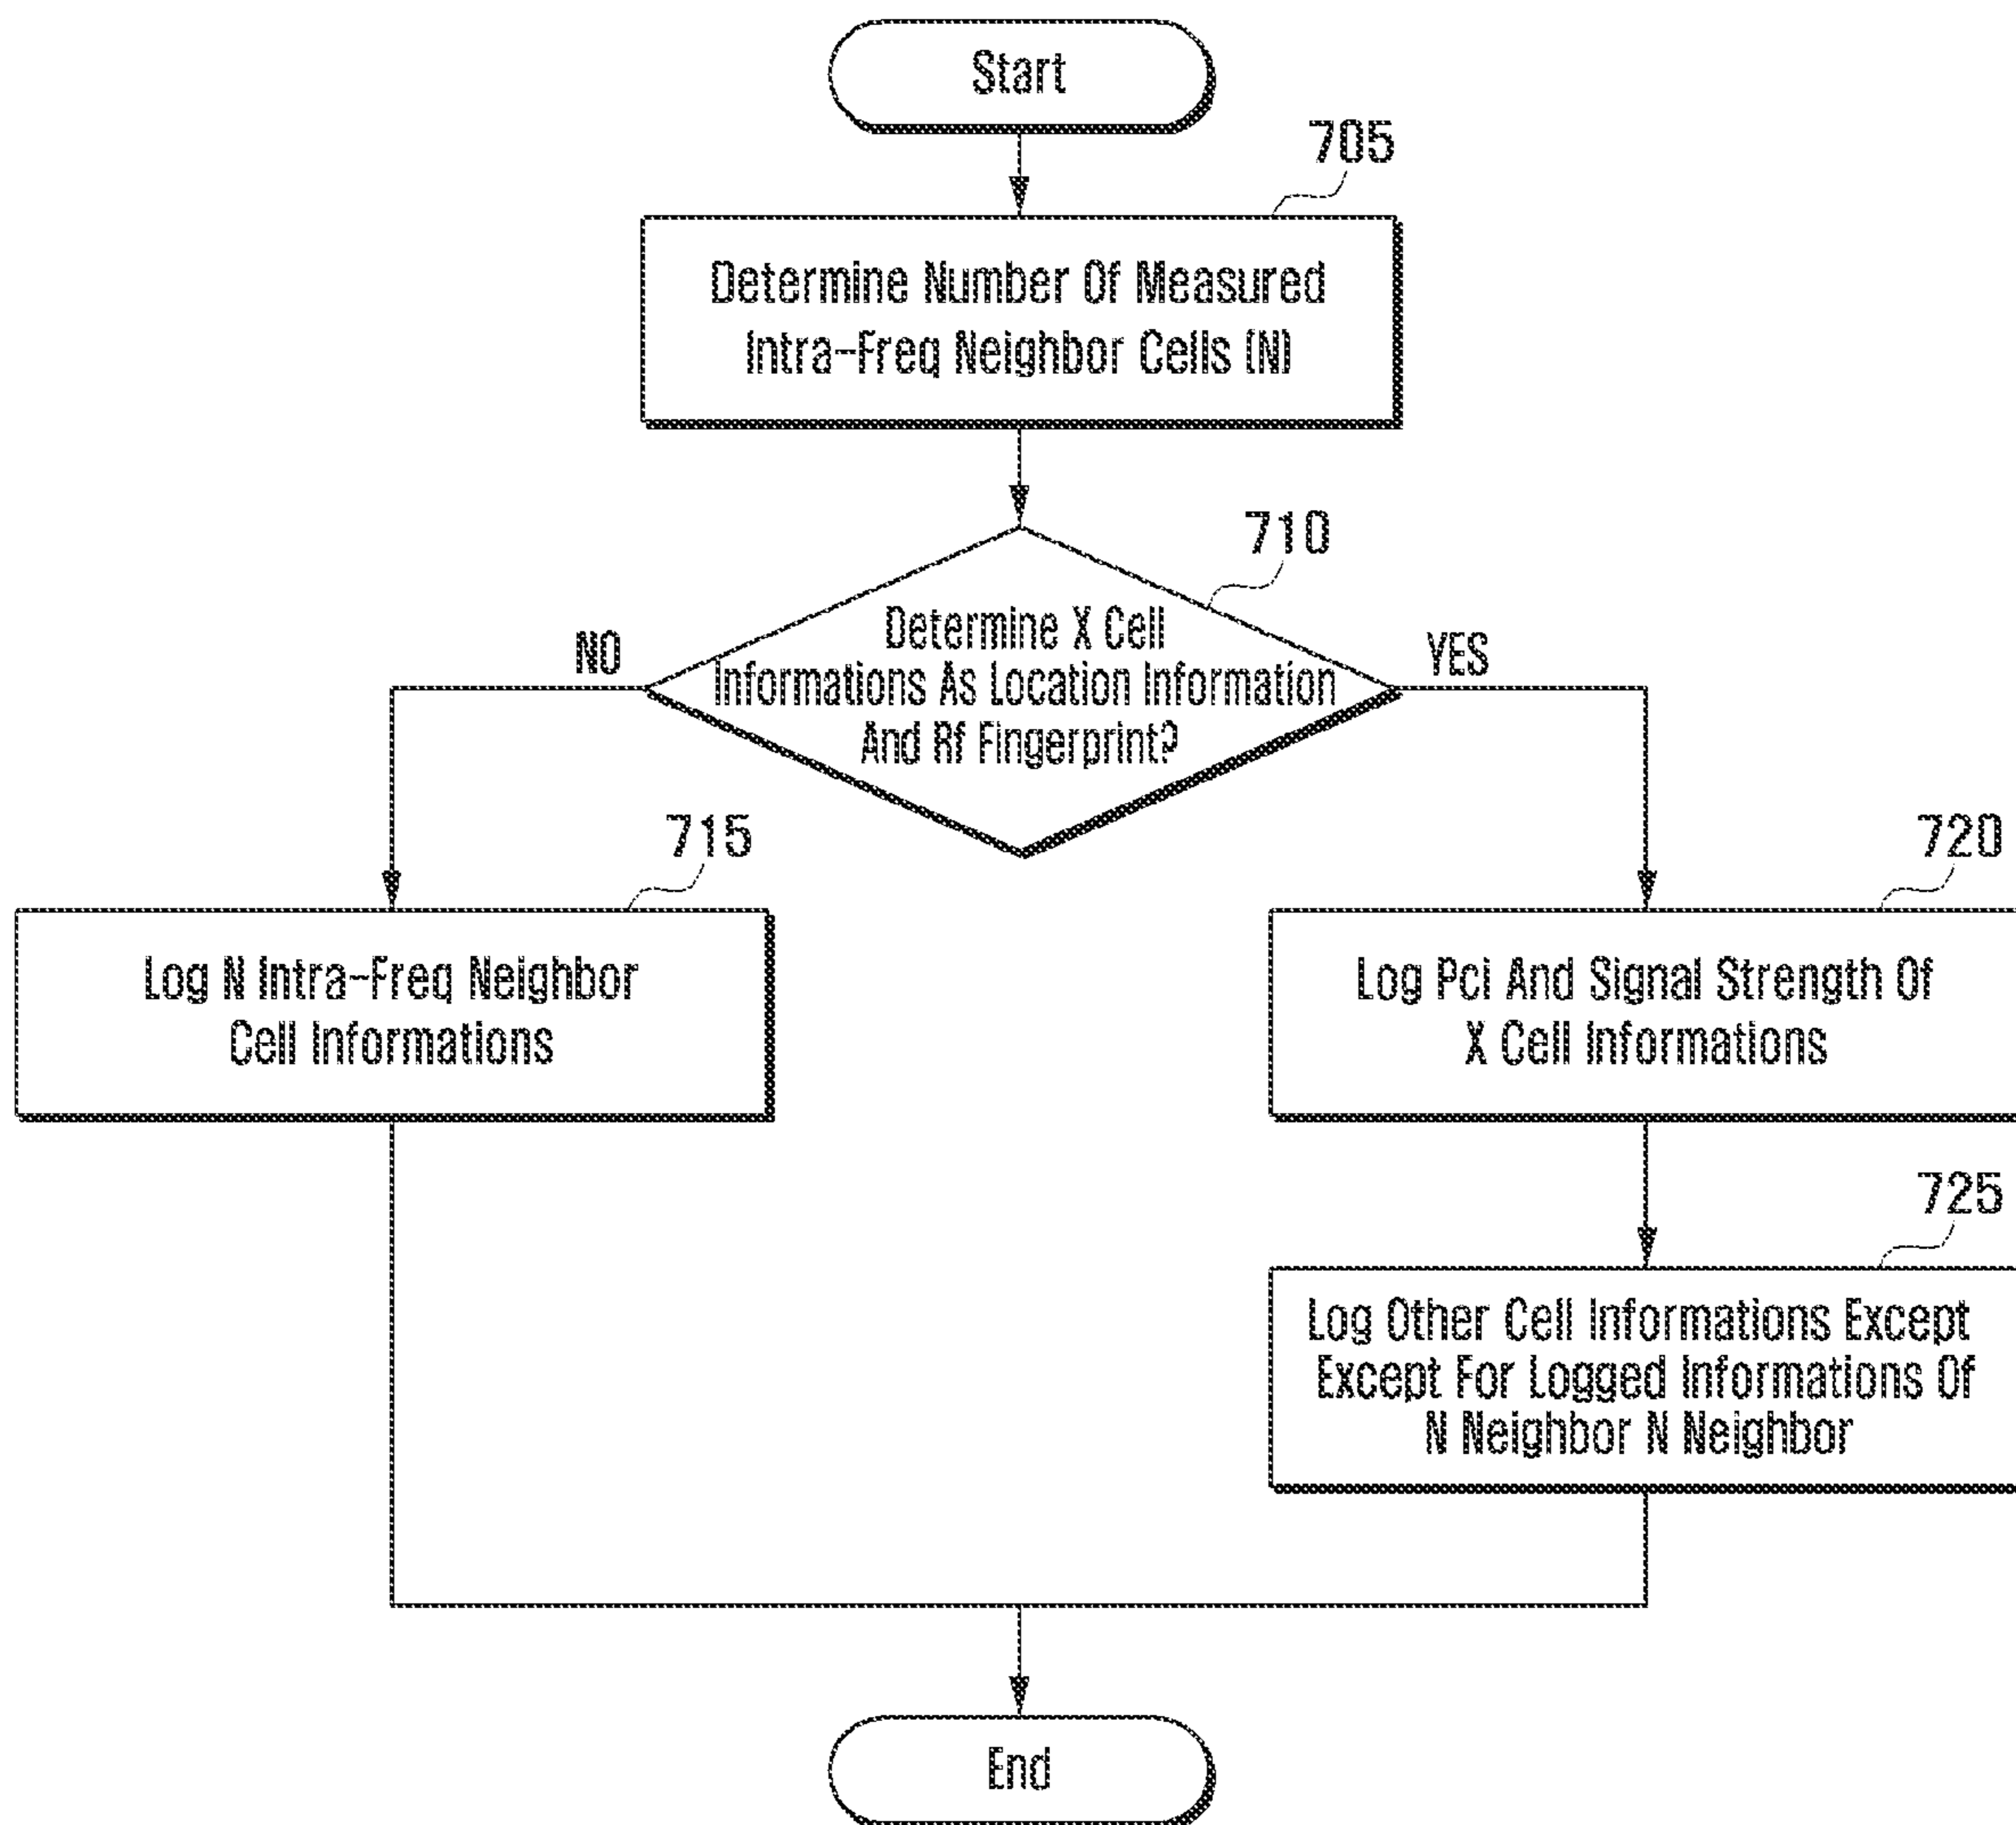 Start
705
Determine Number Of Measured
Intra-Freq Neighbor Cells (N)
710
Determine X Cell
Informations As Location Information
And Rf Fingerprint?
NO
YES
715
720
Log N Intra-Freq Neighbor
Cell Informations
Log Pci And Signal Strength Of
X Cell Informations
725
Log Other Cell Informations Except
Except For Logged Informations Of
N Neighbor N Neighbor
End